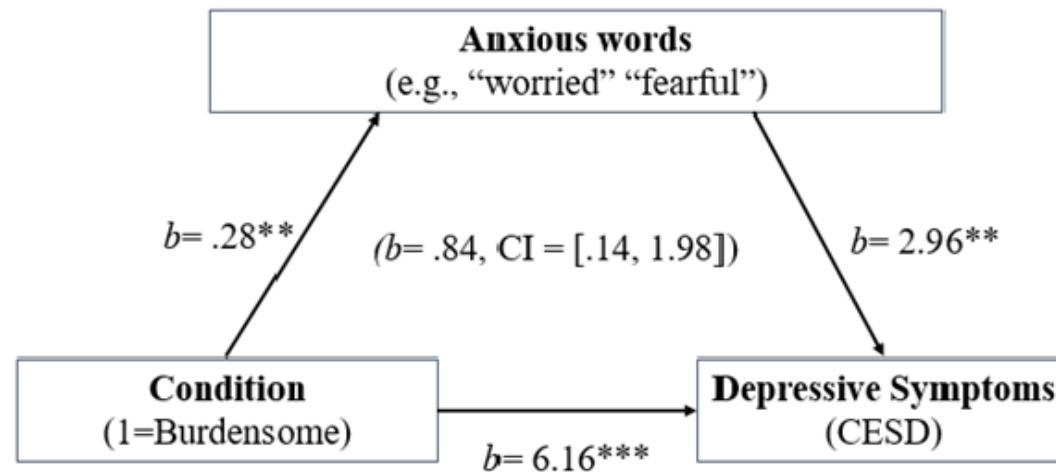 Anxious words
(e.g., “worried” “fearful”)
b= .28**
(b= .84, CI = [.14, 1.98])
b= 2.96**
Condition
(1=Burdensome)
Depressive Symptoms
(CESD)
b= 6.16***